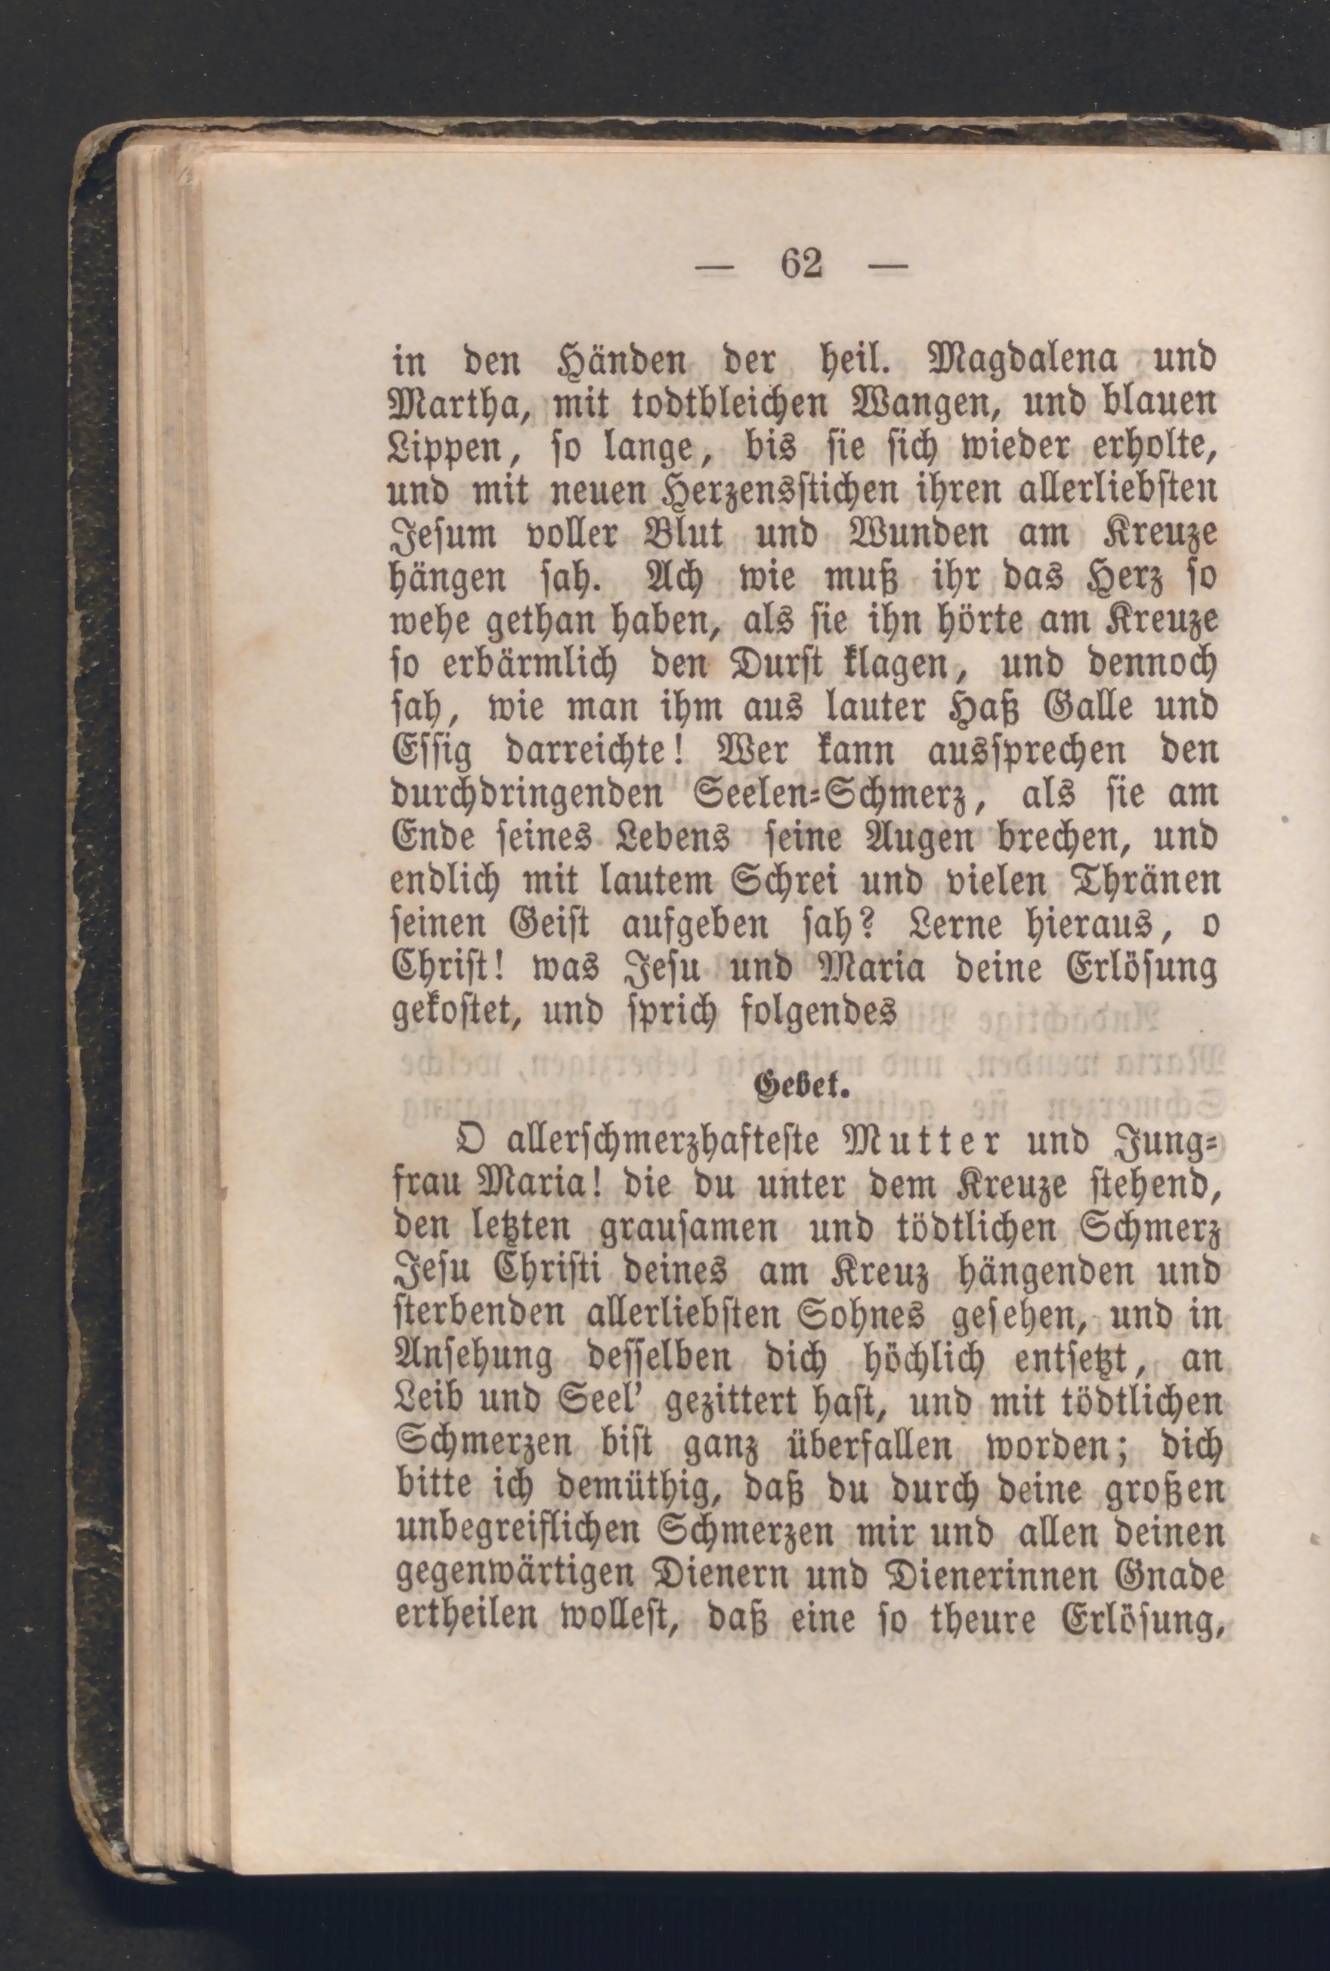 — 62 —
in den Händen der heil. Magdalena und
Martha, mit todtbleichen Wangen, und blauen
Lippen, so lange, bis sie sich wieder erholte,
und mit neuen Herzensstichen ihren allerliebsten
Jesum voller Blut und Wunden am Kreuze
hängen sah. Ach wie muß ihr das Herz so
wehe gethan haben, als sie ihn hörte am Kreuze
so erbärmlich den Durst klagen, und dennoch
sah, wie man ihm aus lauter Haß Galle und
Essig darreichte! Wer kann aussprechen den
durchdringenden Seelen-Schmerz, als sie am
Ende seines Lebens seine Augen brechen, und
endlich mit lautem Schrei und vielen Thränen
seinen Geist aufgeben sah? Lerne hieraus, o
Christ! was Jesu und Maria deine Erlösung
gekostet, und sprich folgendes
Gebet.
O allerschmerzhafteste Mutter und Jung-
frau Maria! die du unter dem Kreuze stehend,
den letzten grausamen und tödtlichen Schmerz
Jesu Christi deines am Kreuz hängenden und
sterbenden allerliebsten Sohnes gesehen, und in
Ansehung desselben dich höchlich entsetzt, an
Leib und Seel' gezittert hast, und mit tödtlichen
Schmerzen bist ganz überfallen worden; dich
bitte ich demüthig, daß du durch deine großen
unbegreiflichen Schmerzen mir und allen deinen
gegenwärtigen Dienern und Dienerinnen Gnade
ertheilen wollest, daß eine so theure Erlösung,